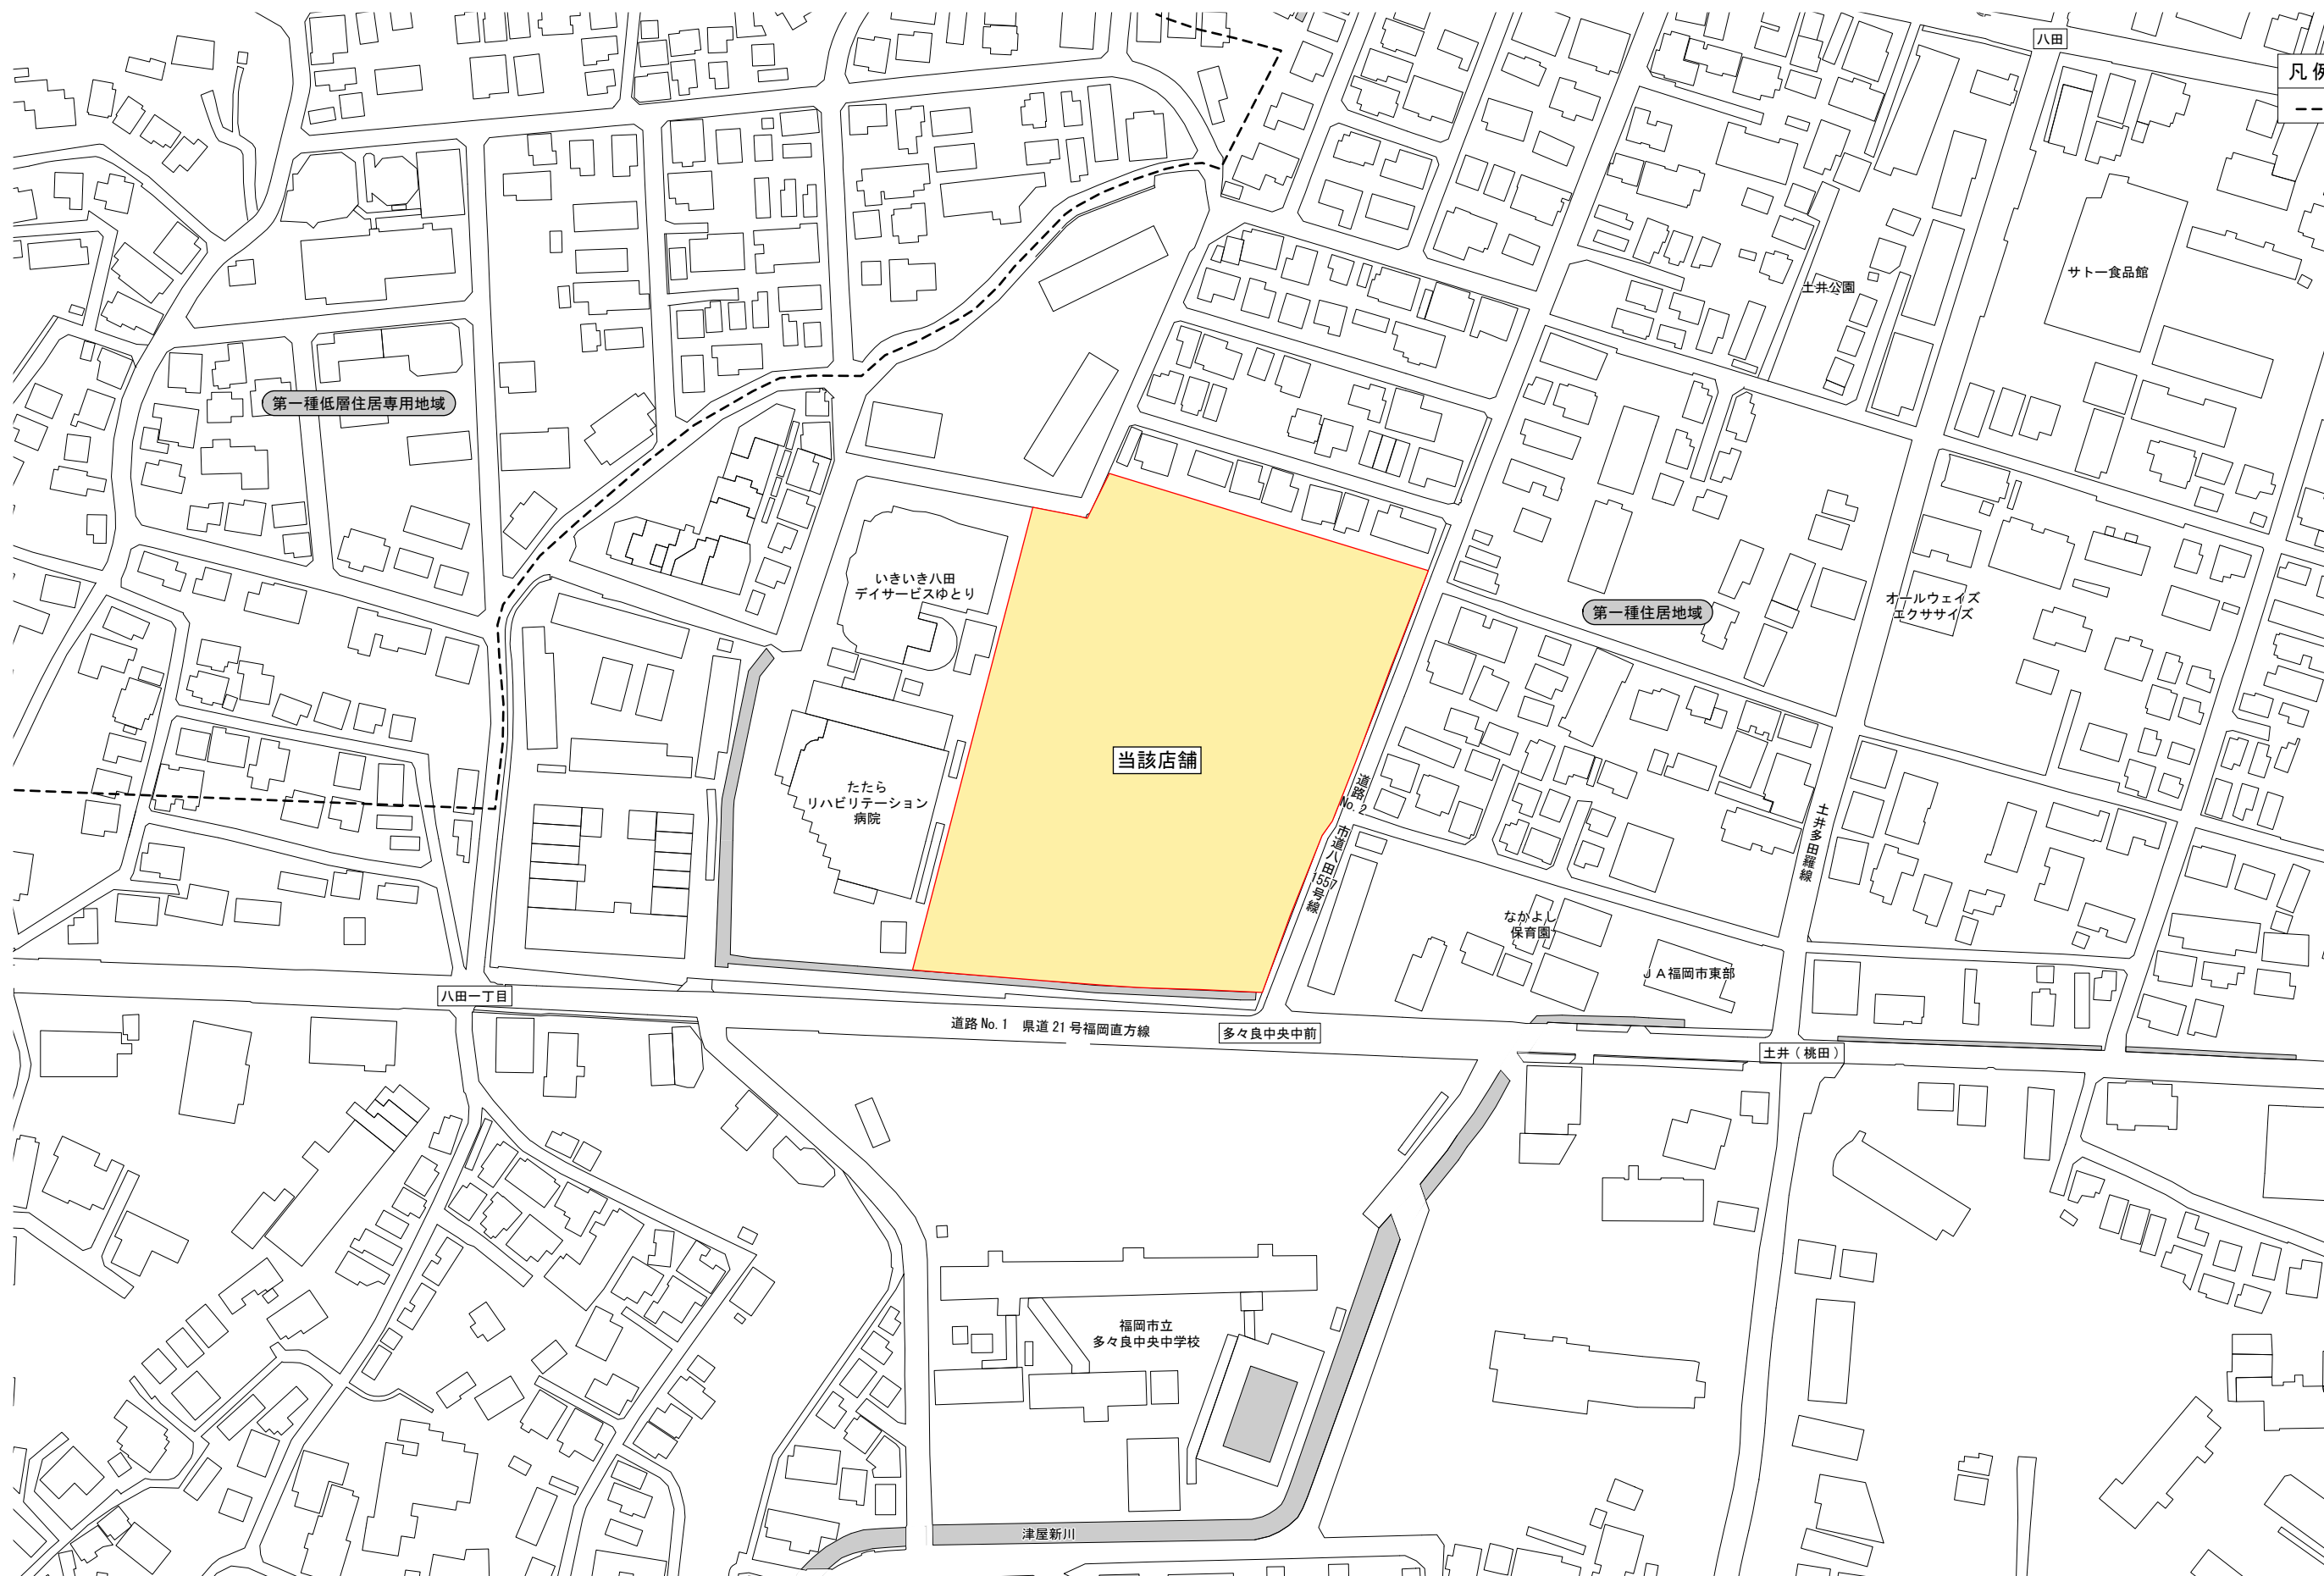 八田
凡
サトー食品館
土井公園
第一種低層住居専用地域
いきいき八田
デイサービスゆとり
第一種住居地域
オールウェイズ
エクササイズ
当該店舗
道路
No. 2
市道八田1557号線
たたら
リハビリテーション
病院
土井多田羅線
なかよし
保育園
ＪＡ福岡市東部
八田一丁目
道路 No. 1　県道 21 号福岡直方線
多々良中央中前
土井（桃田）
福岡市立
多々良中央中学校
津屋新川